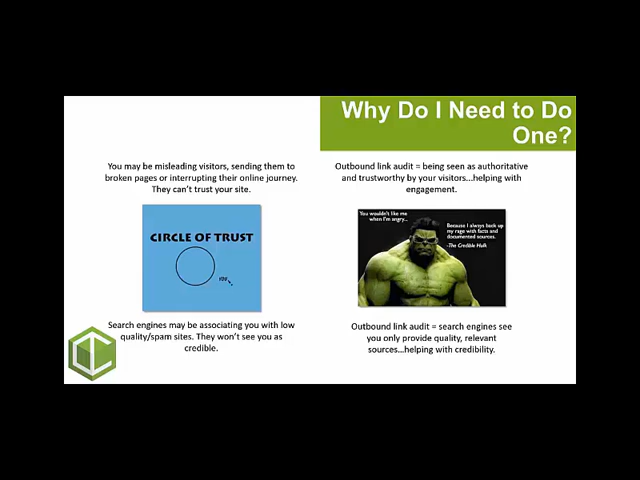 Why Do I Need to Do
One?
You may be misleading visitors, sending them to
broken pages or interrupting their online journey.
They can't trust your site.
CIRCLE OF TRUST
YOU
Search engines may be associating you with low
quality/spam sites. They won't see you as
credible.
Outbound link audit = being seen as authoritative
and trustworthy by your visitors...helping with
engagement.
You wouldn't like me
when I'm angry...
Because I always back up
my rage with facts and
documented sources.
-The Credible Hulk
Outbound link audit = search engines see
you only provide quality, relevant
sources...helping with credibility.